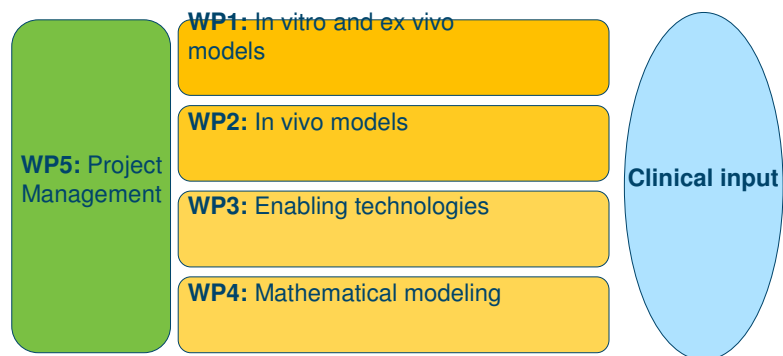 WP1: In vitro and ex vivo
models
WP2: In vivo models
WP5: Project
Management
Clinical input
WP3: Enabling technologies
WP4: Mathematical modeling